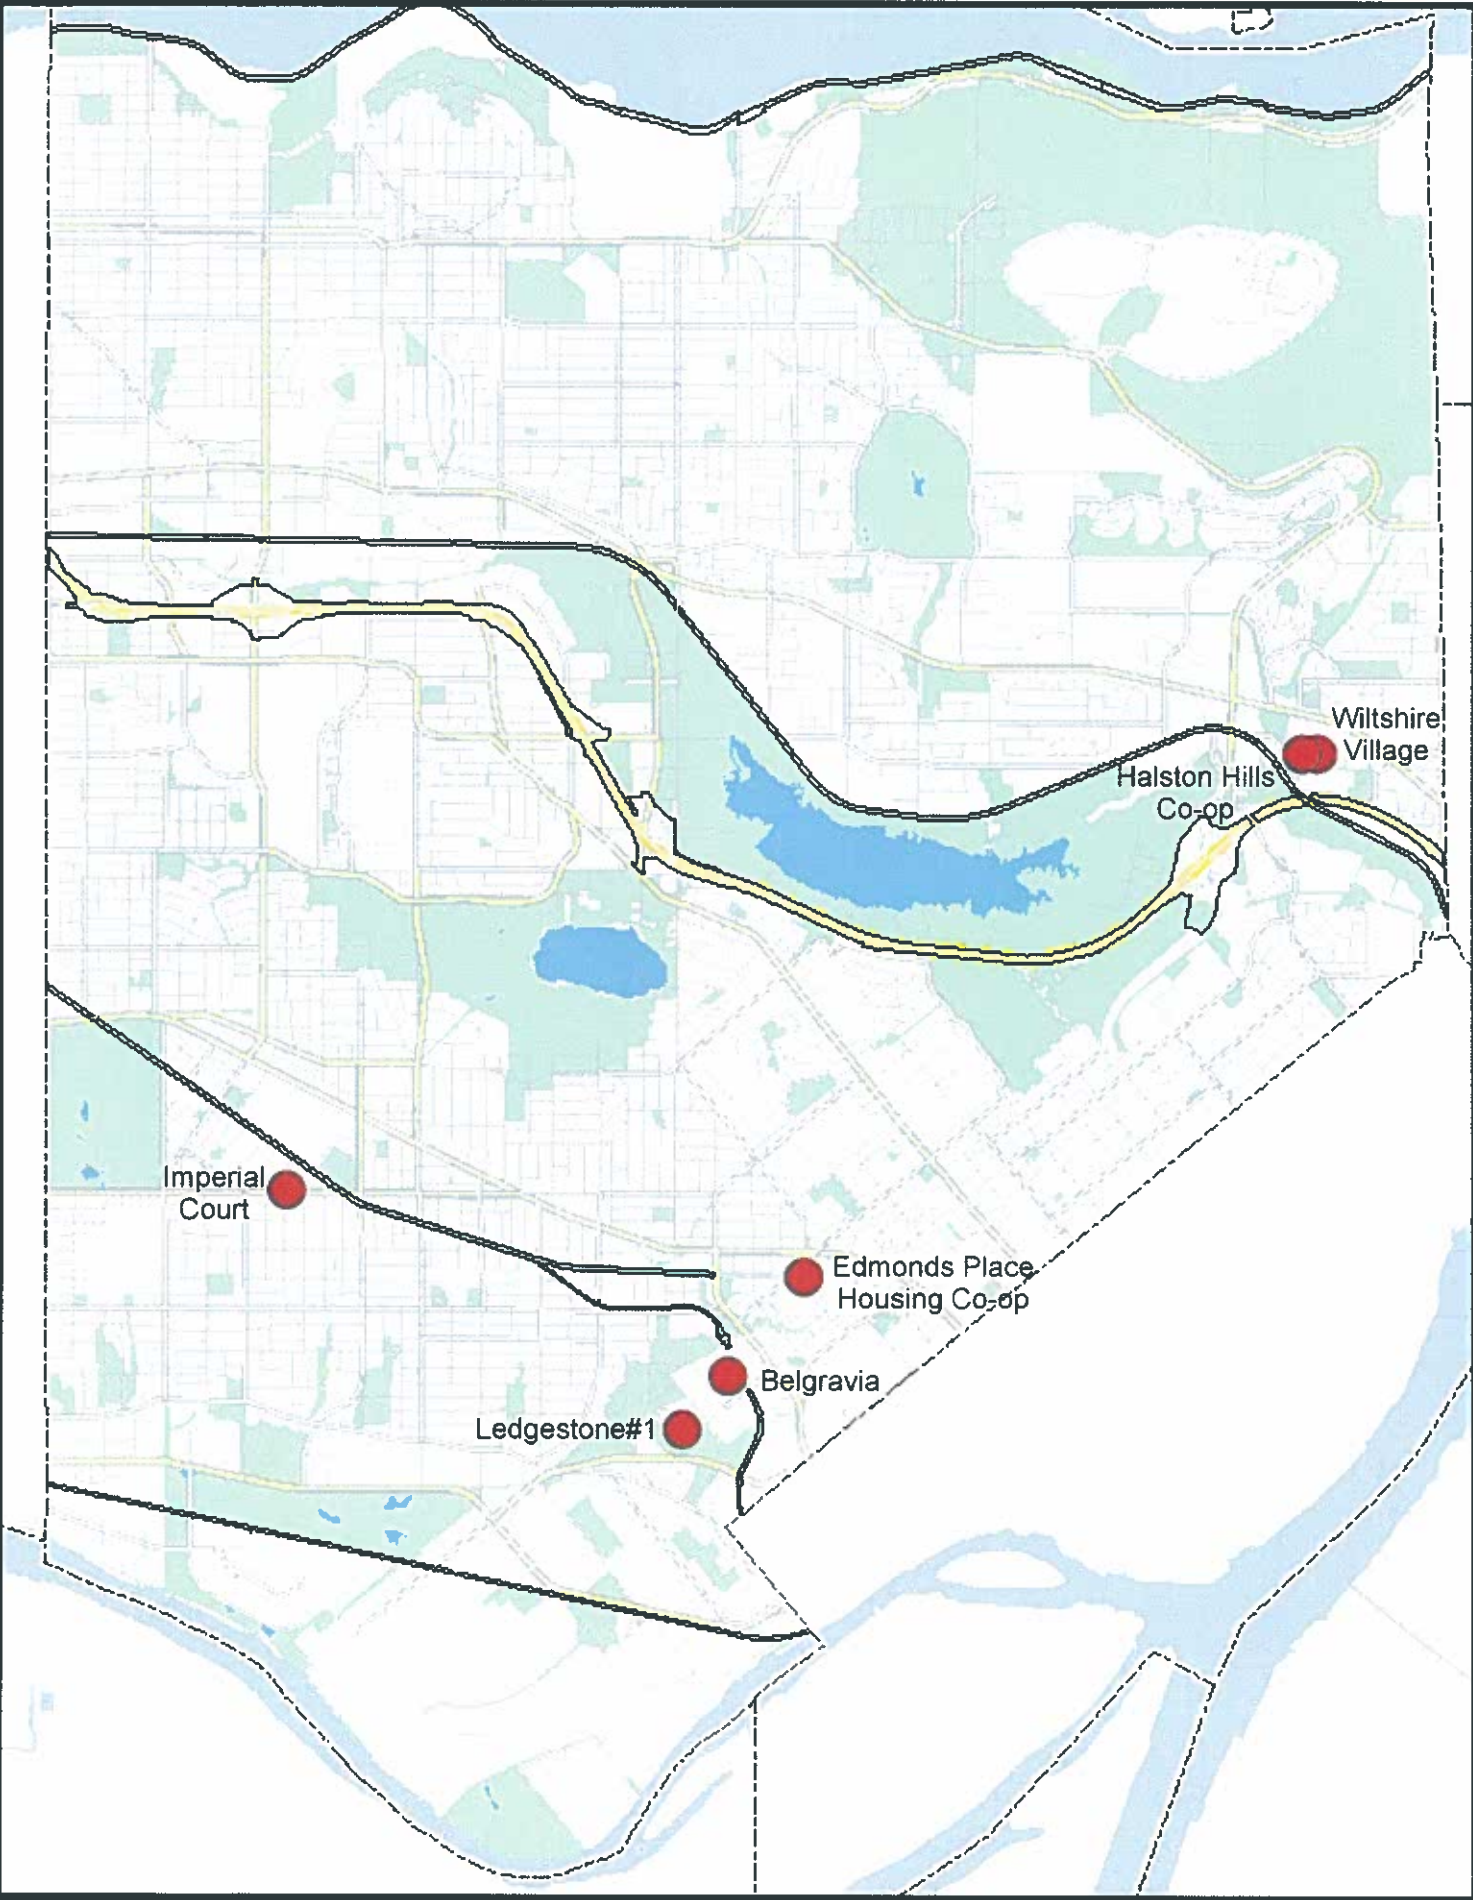 Wiltshire
Village
Halston Hills
Co-op
Imperial
Court
Edmonds Place
Housing Co-op
Belgravia
Ledgestone#1